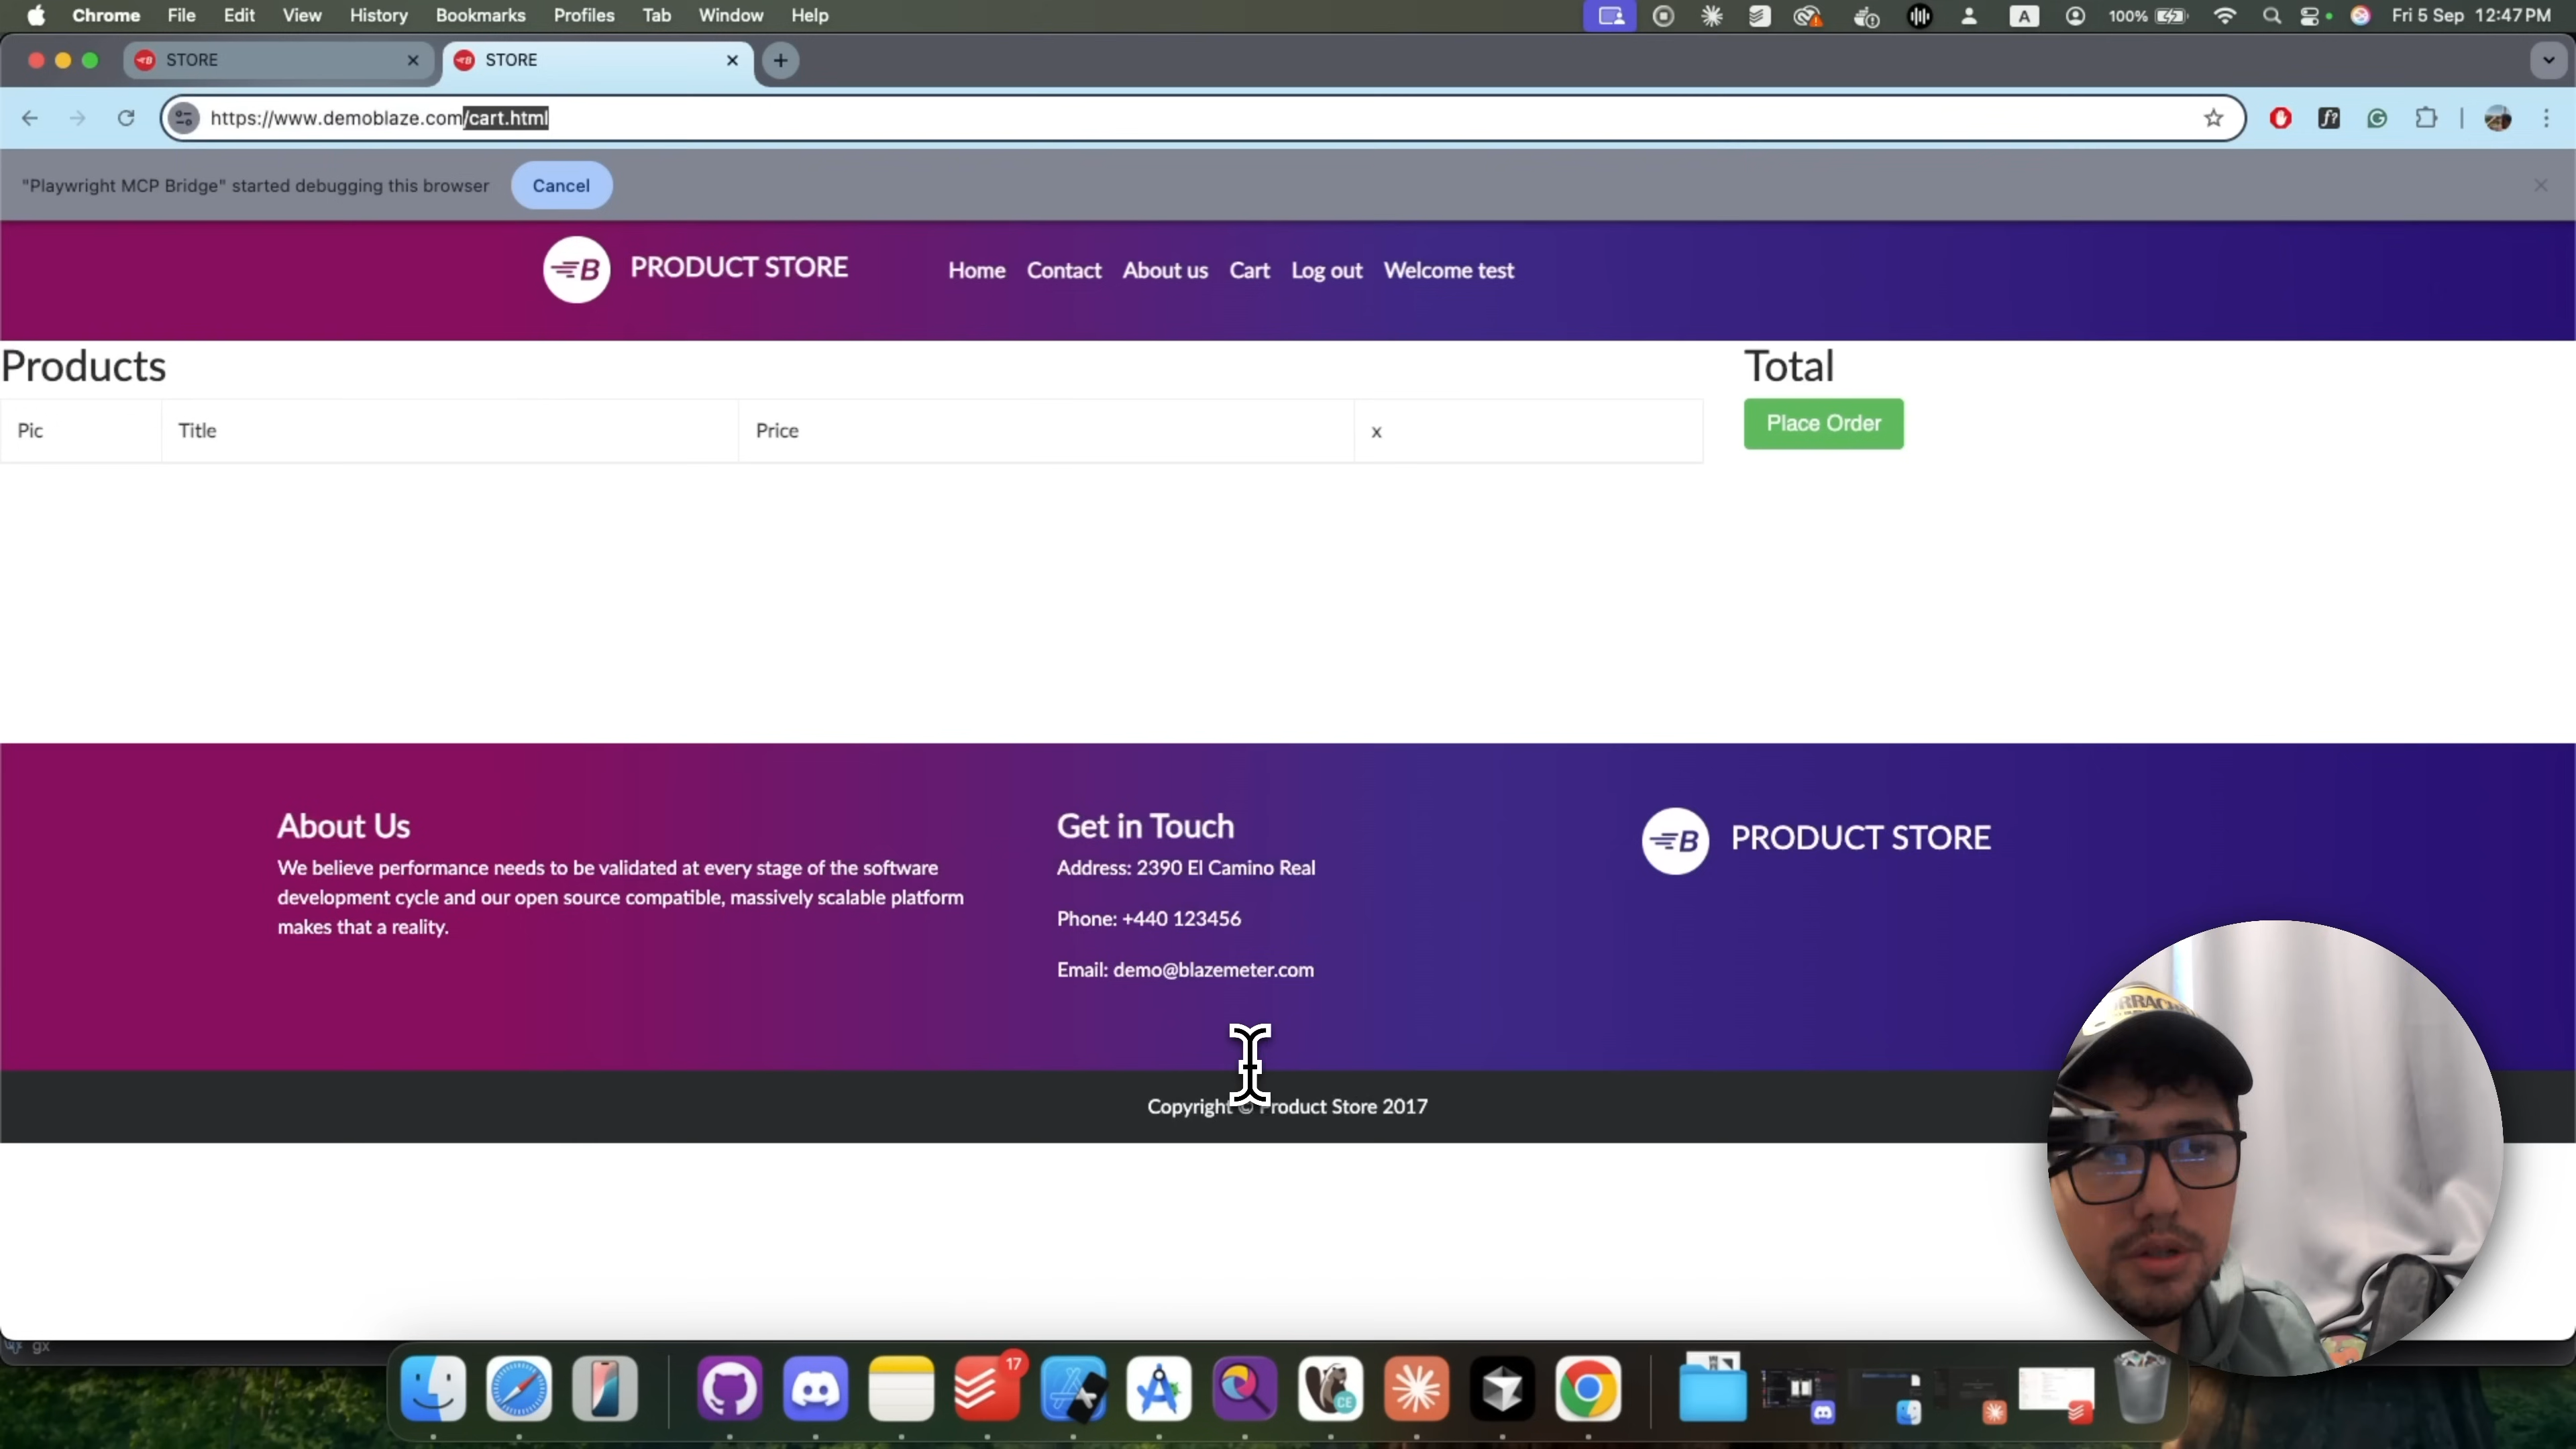 Chrome File Edit View History Bookmarks Profiles Tab Window Help
A 100% Fri 5 Sep 12:47 PM
STORE
STORE
https://www.demoblaze.com/cart.html
"Playwright MCP Bridge" started debugging this browser
Cancel
B PRODUCT STORE
Home Contact About us Cart Log out Welcome test
Products
Total
Pic Title Price x
Place Order
About Us
We believe performance needs to be validated at every stage of the software
development cycle and our open source compatible, massively scalable platform
makes that a reality.
Get in Touch
Address: 2390 El Camino Real
Phone: +440 123456
Email: demo@blazemeter.com
B PRODUCT STORE
Copyright © Product Store 2017
gx
17
CE